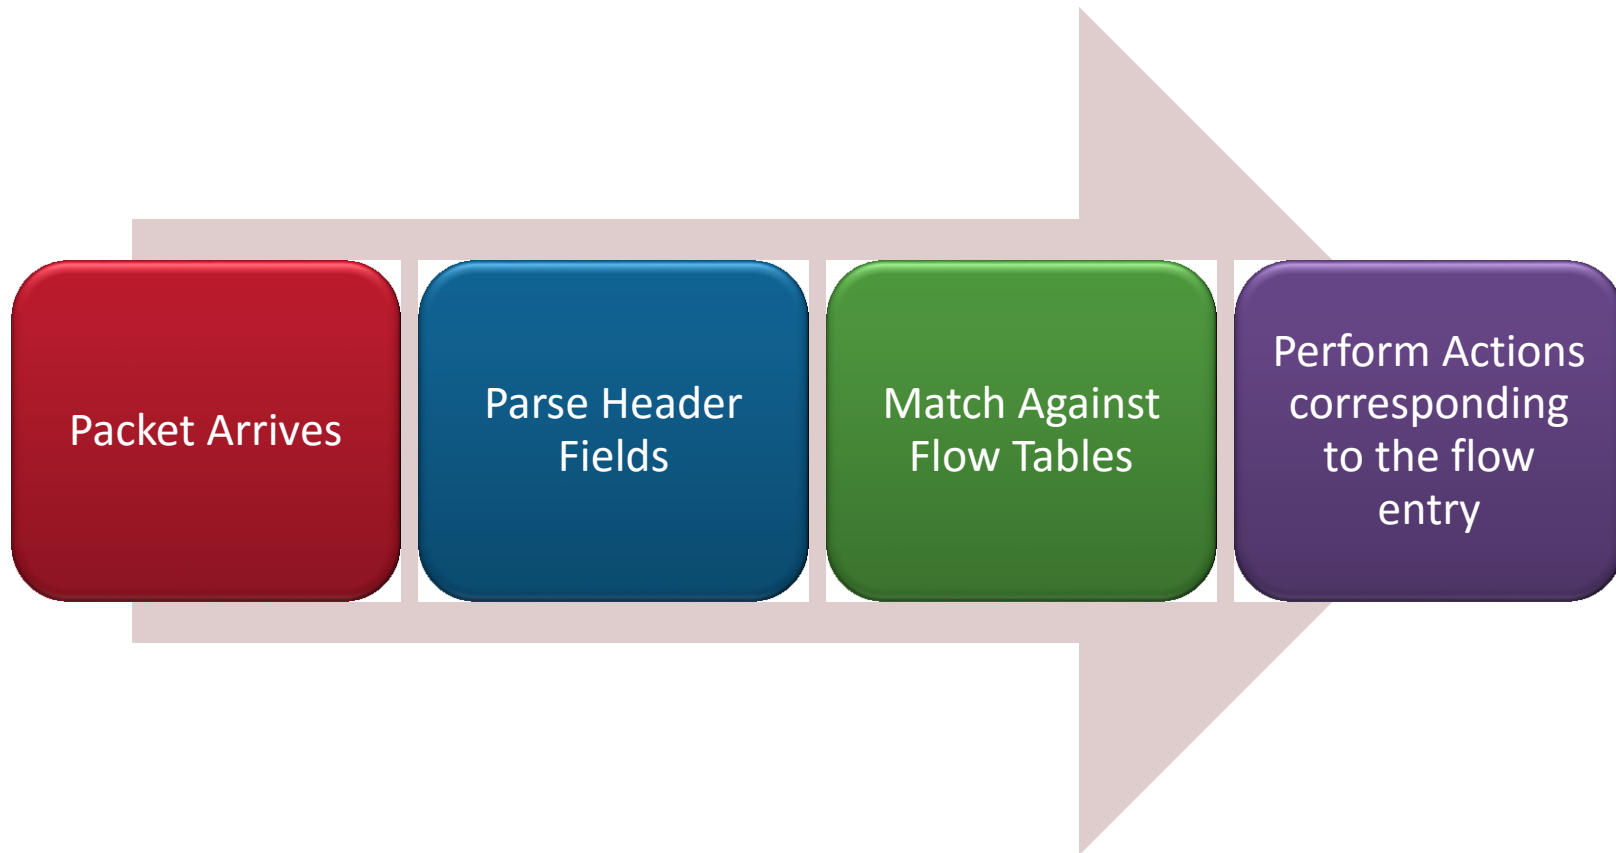 Packet Arrives
Parse Header
Fields
Match Against
Flow Tables
Perform Actions
corresponding
to the flow
entry